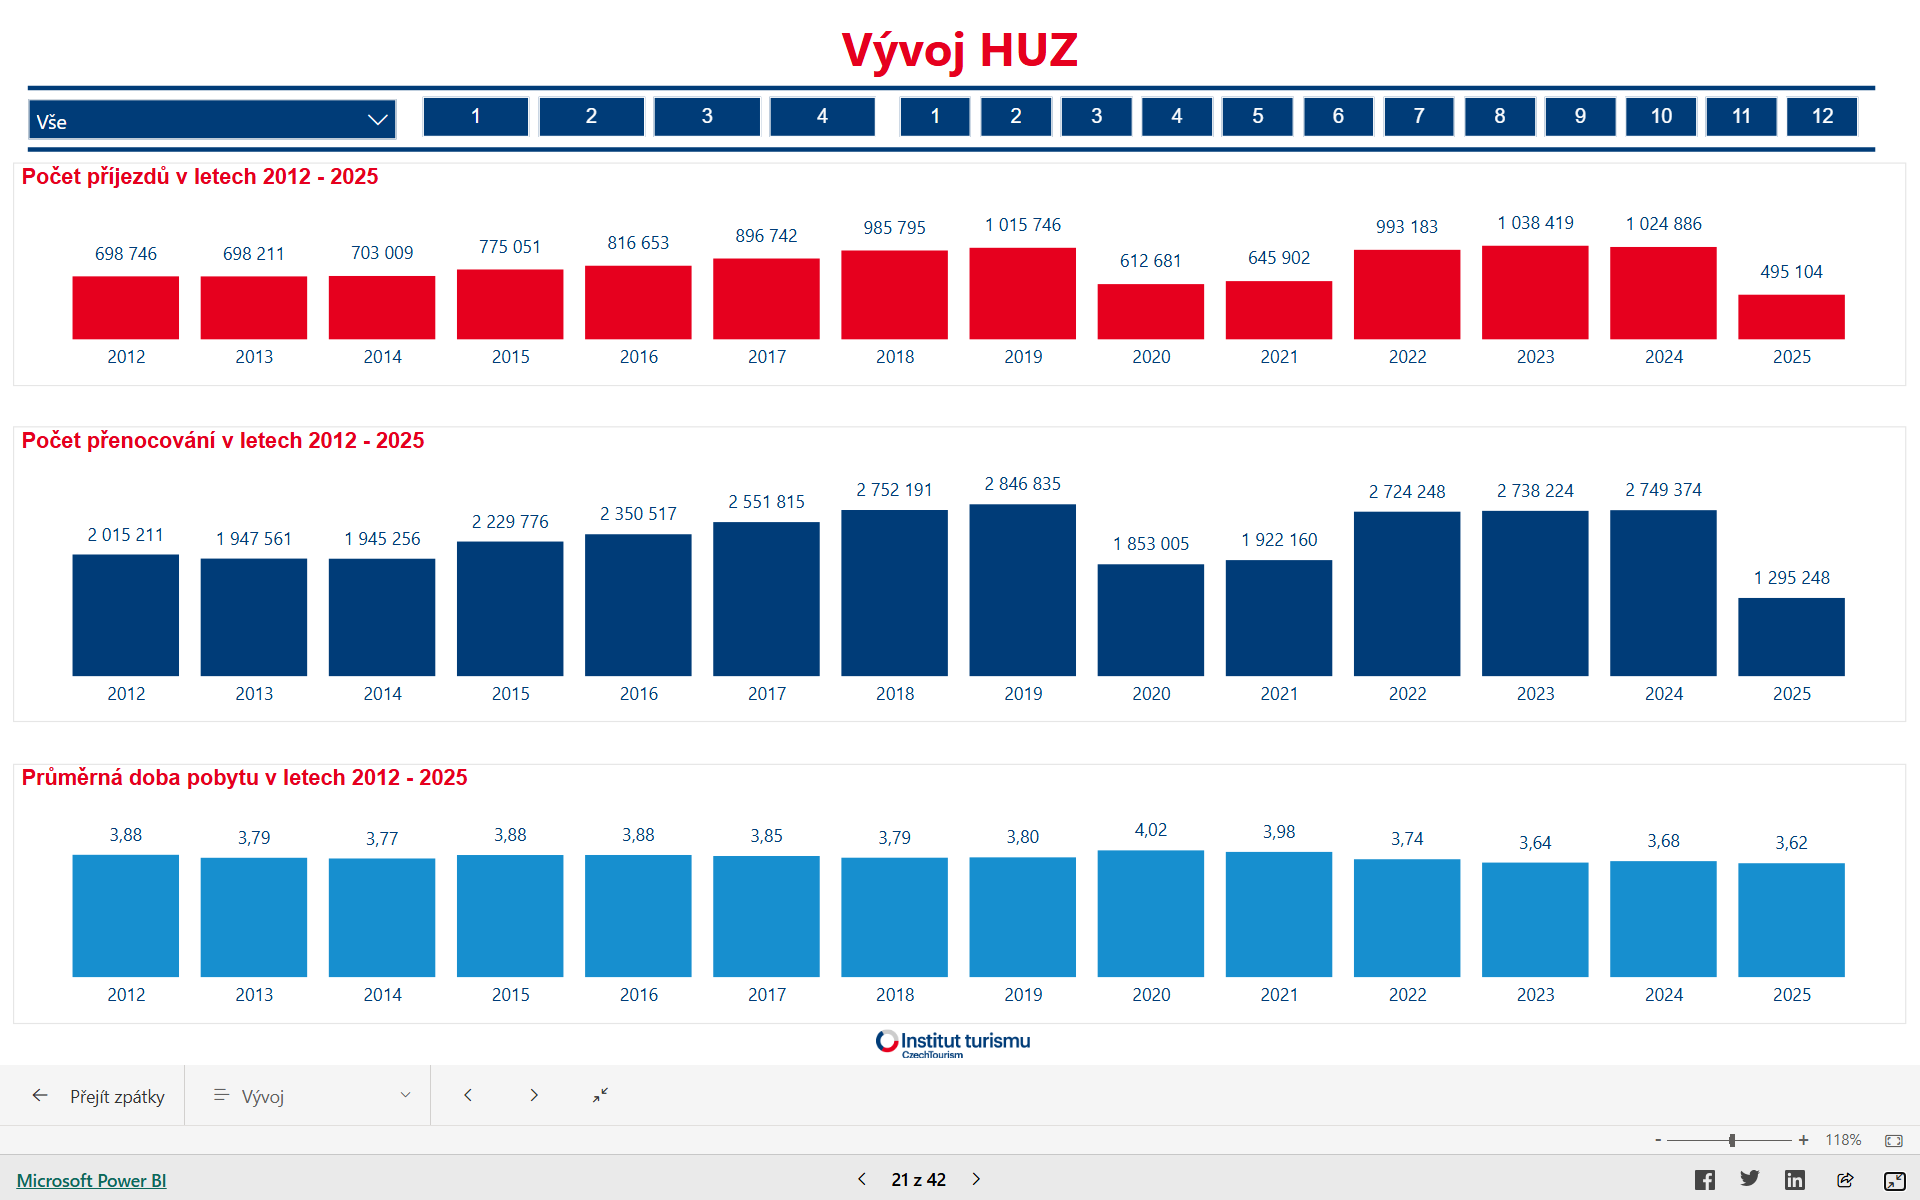 Vývoj HUZ
Vše 1 2 3 4 1 2 3 4 5 6 7 8 9 10 11 12
Počet příjezdů v letech 2012 - 2025
698 746 698 211 703 009 775 051 816 653 896 742 985 795 1 015 746 612 681 645 902 993 183 1 038 419 1 024 886 495 104
2012 2013 2014 2015 2016 2017 2018 2019 2020 2021 2022 2023 2024 2025
Počet přenocování v letech 2012 - 2025
2 015 211 1 947 561 1 945 256 2 229 776 2 350 517 2 551 815 2 752 191 2 846 835 1 853 005 1 922 160 2 724 248 2 738 224 2 749 374 1 295 248
2012 2013 2014 2015 2016 2017 2018 2019 2020 2021 2022 2023 2024 2025
Průměrná doba pobytu v letech 2012 - 2025
3,88 3,79 3,77 3,88 3,88 3,85 3,79 3,80 4,02 3,98 3,74 3,64 3,68 3,62
2012 2013 2014 2015 2016 2017 2018 2019 2020 2021 2022 2023 2024 2025
Institut turismu
CzechTourism
Přejít zpátky Vývoj
- + 118%
Microsoft Power BI 21 z 42